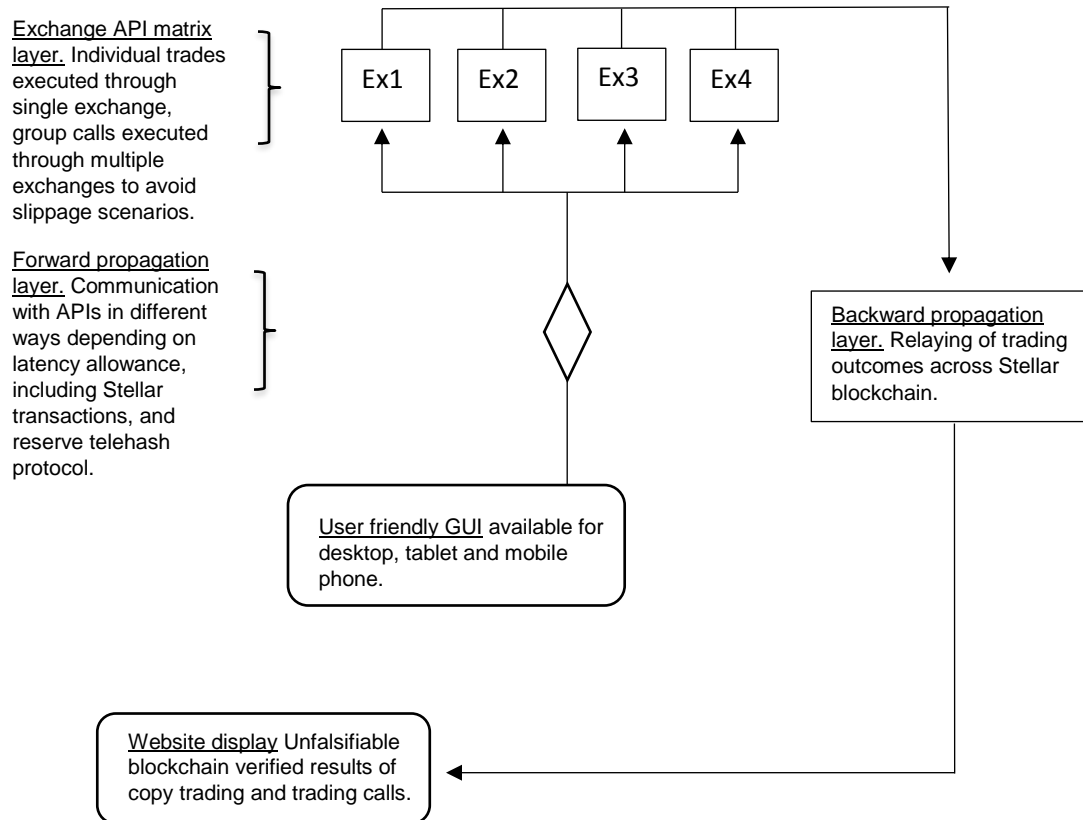 Exchange API matrix
layer. Individual trades
executed through
single exchange,
group calls executed
through multiple
exchanges to avoid
slippage scenarios.
Ex1
Ex2
Ex3
Ex4
Forward propagation
layer. Communication
with APIs in different
ways depending on
latency allowance,
including Stellar
transactions, and
reserve telehash
protocol.
Backward propagation
layer. Relaying of trading
outcomes across Stellar
blockchain.
User friendly GUI available for
desktop, tablet and mobile
phone.
Website display Unfalsifiable
blockchain verified results of
copy trading and trading calls.